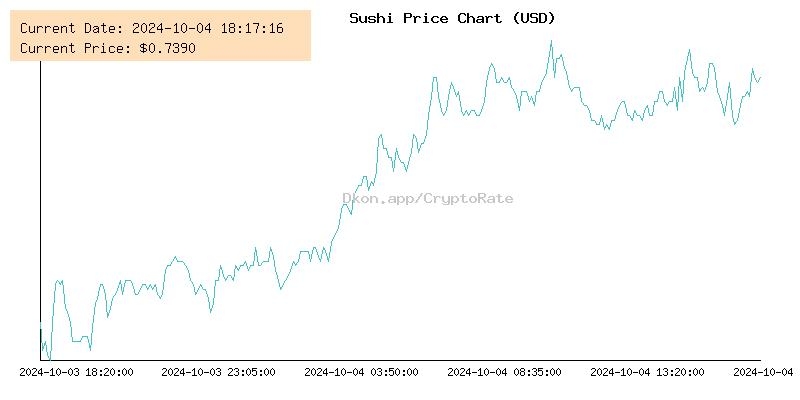 Sushi Price Chart (USD)
Current Date: 2024-10-04 18:17:16
Current Price: $0.7390
Dkon.app/CryptoRate
2024-10-03 18:20:00 2024-10-03 23:05:00 2024-10-04 03:50:00 2024-10-04 08:35:00 2024-10-04 13:20:00 2024-10-04